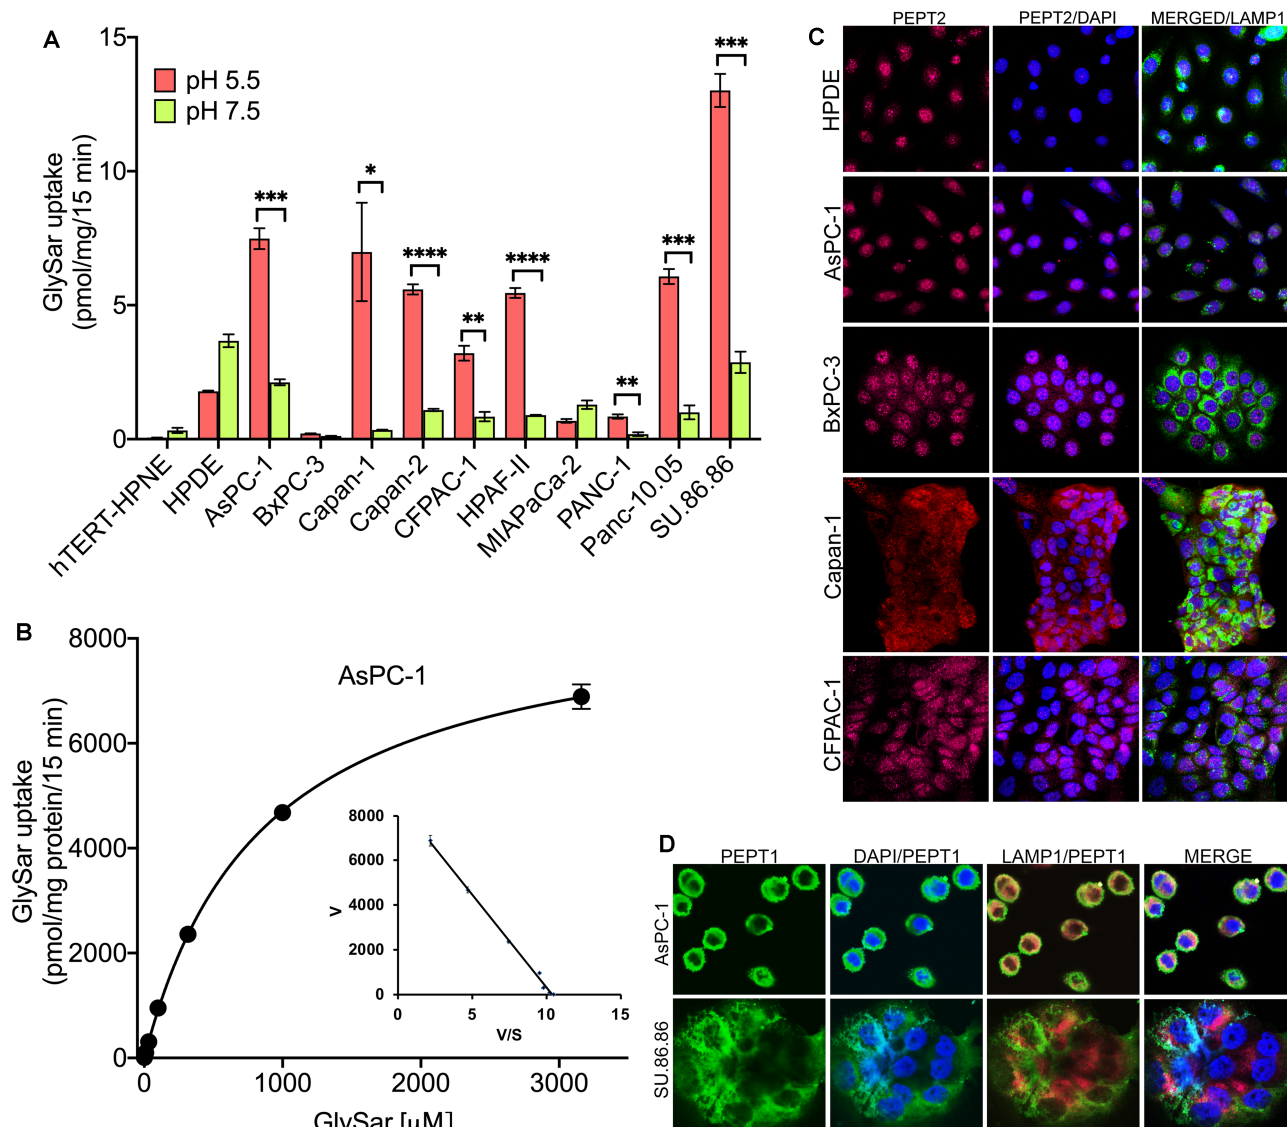 A
15
10
5
0
GlySar uptake
(pmol/mg/15 min)
pH 5.5
pH 7.5
***
*
****
**
****
**
***
***
hTERT-HPNE
HPDE
AsPC-1
BxPC-3
Capan-1
Capan-2
CFPAC-1
HPAF-II
MIAPaCa-2
PANC-1
Panc-10.05
SU.86.86
B
8000
6000
4000
2000
0
GlySar uptake
(pmol/mg protein/15 min)
AsPC-1
8000
6000
4000
2000
0
V
0 5 10 15
V/S
0 1000 2000 3000
GlySar [µM]
C
PEPT2 PEPT2/DAPI MERGED/LAMP1
HPDE
AsPC-1
BxPC-3
Capan-1
CFPAC-1
D
PEPT1 DAPI/PEPT1 LAMP1/PEPT1 MERGE
AsPC-1
SU.86.86